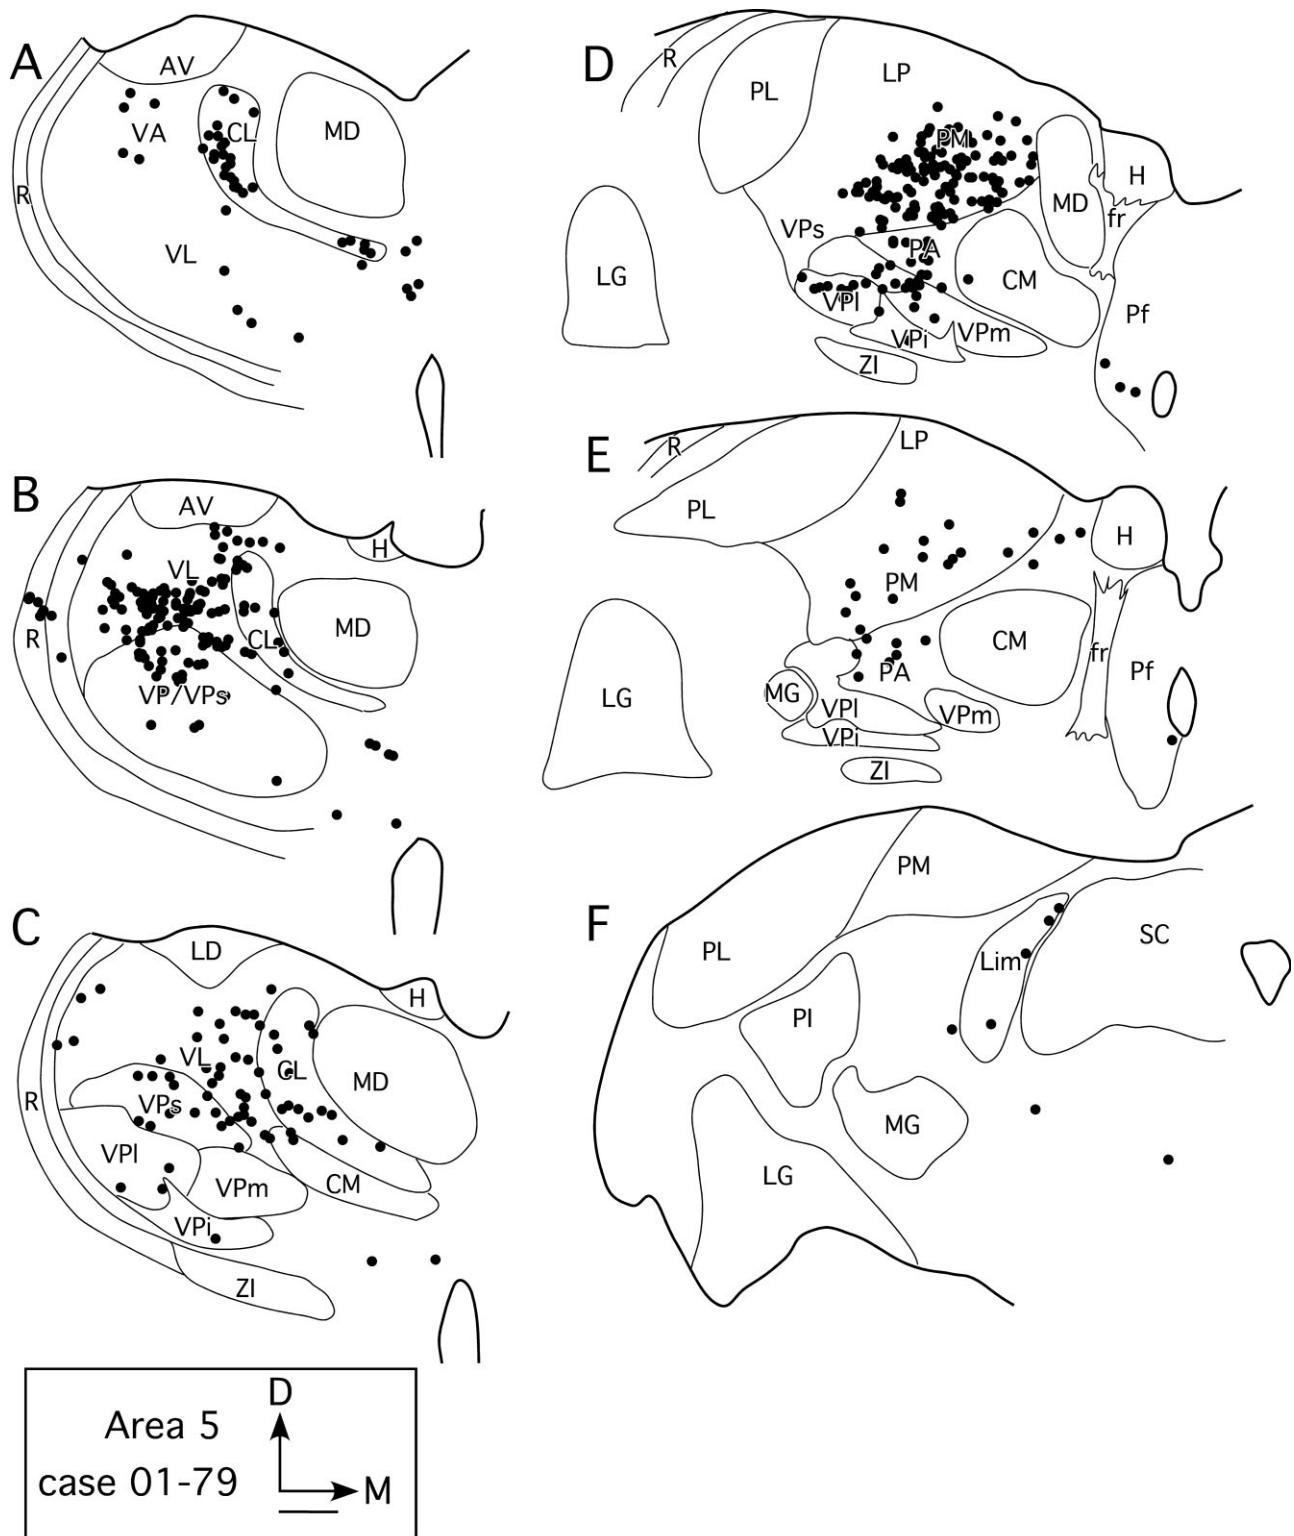 A
AV
VA
CL
MD
R
VL
B
AV
H
VL
R
CL
MD
VP/VPs
C
LD
H
VL
CL
MD
R
VPs
VPl
VPm
CM
VPi
ZI
D
R
PL
LP
PM
H
MD
fr
VPs
PA
LG
CM
VPl
Pf
VPi
VPm
ZI
E
R
LP
PL
H
PM
CM
fr
PA
Pf
LG
MG
VPl
VPm
VPi
ZI
F
PM
PL
SC
Lim
PI
MG
LG
D
Area 5
case 01-79
M